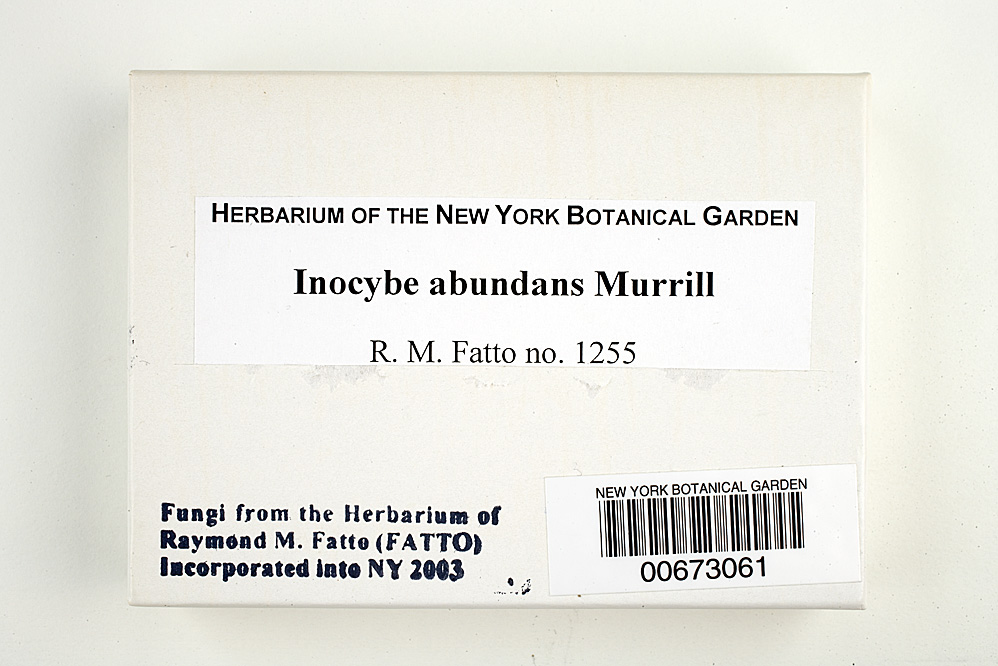 HERBARIUM OF THE NEW YORK BOTANICAL GARDEN
Inocybe abundans Murrill
R. M. Fatto no. 1255
Fungi from the Herbarium of
Raymond M. Fatto (FATTO)
Incorporated into NY 2003
NEW YORK BOTANICAL GARDEN
00673061